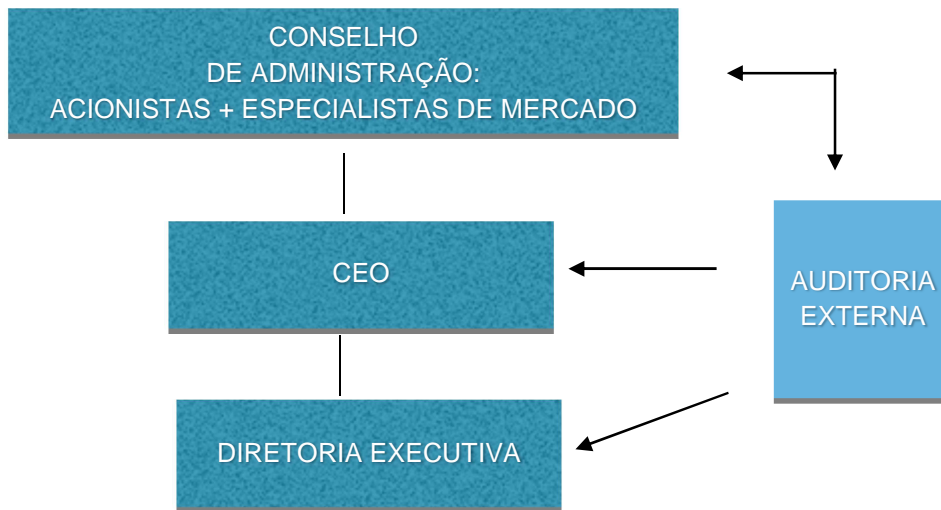 CONSELHO
DE ADMINISTRAÇÃO:
ACIONISTAS + ESPECIALISTAS DE MERCADO
CEO
AUDITORIA
EXTERNA
DIRETORIA EXECUTIVA